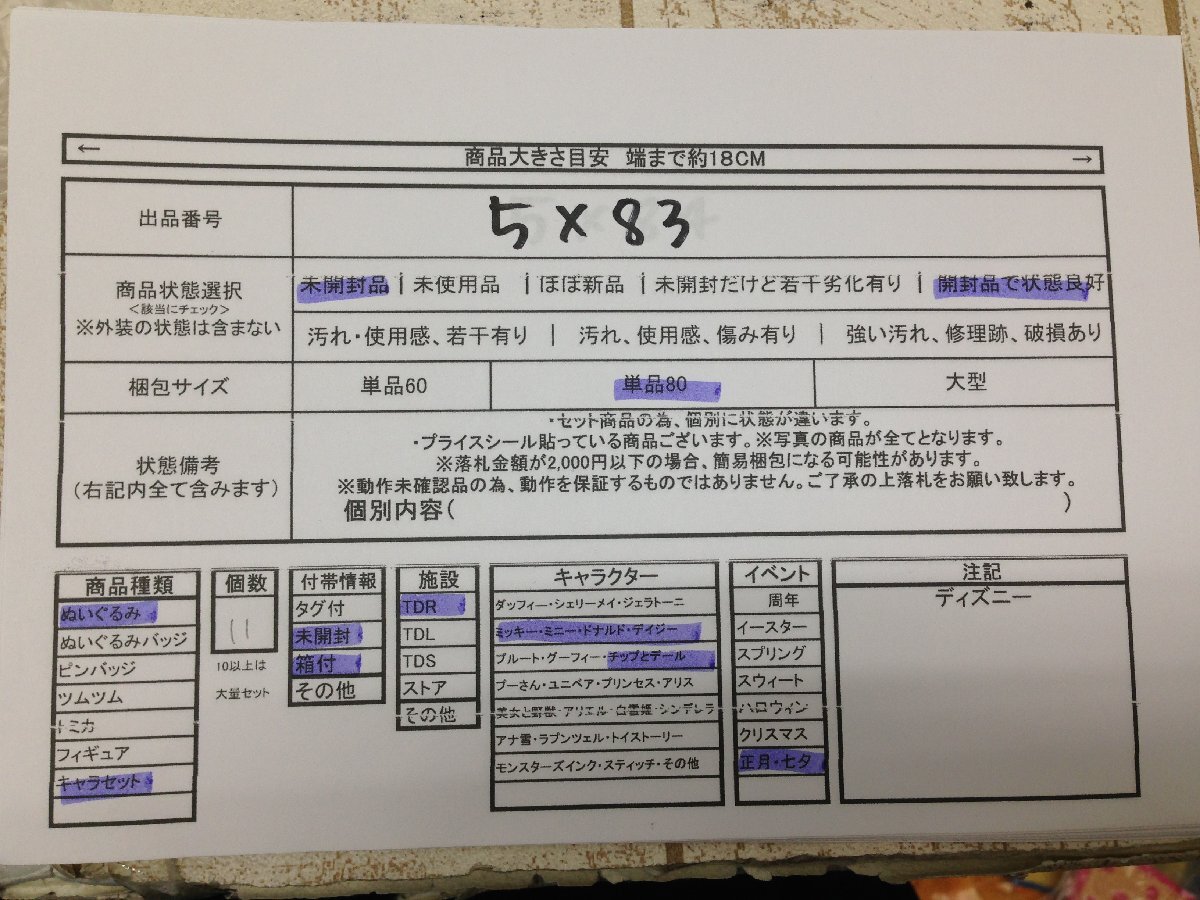 ← 商品大きさ目安 端まで約18CM →
出品番号 5×83
商品状態選択
<該当にチェック>
※外装の状態は含まない
未開封品 | 未使用品 | ほぼ新品 | 未開封だけど若干劣化有り | 開封品で状態良好
汚れ・使用感、若干有り | 汚れ、使用感、傷み有り | 強い汚れ、修理跡、破損あり
梱包サイズ 単品60 単品80 大型
状態備考
(右記内全て含みます)
・セット商品の為、個別に状態が違います。
・プライスシール貼っている商品ございます。※写真の商品が全てとなります。
※落札金額が2,000円以下の場合、簡易梱包になる可能性があります。
※動作未確認品の為、動作を保証するものではありません。ご了承の上落札をお願い致します。
個別内容( )
商品種類
ぬいぐるみ
ぬいぐるみバッジ
ピンバッジ
ツムツム
トミカ
フィギュア
キャラセット
個数
11
10以上は
大量セット
付帯情報
タグ付
未開封
箱付
その他
施設
TDR
TDL
TDS
ストア
その他
キャラクター
ダッフィー・シェリーメイ・ジェラトーニ
ミッキー・ミニー・ドナルド・デイジー
プルート・グーフィー・チップとデール
プーさん・ユニベア・プリンセス・アリス
美女と野獣・アリエル・白雪姫・シンデレラ
アナ雪・ラプンツェル・トイストーリー
モンスターズインク・スティッチ・その他
イベント
周年
イースター
スプリング
スウィート
ハロウィン
クリスマス
正月・七夕
注記
ディズニー